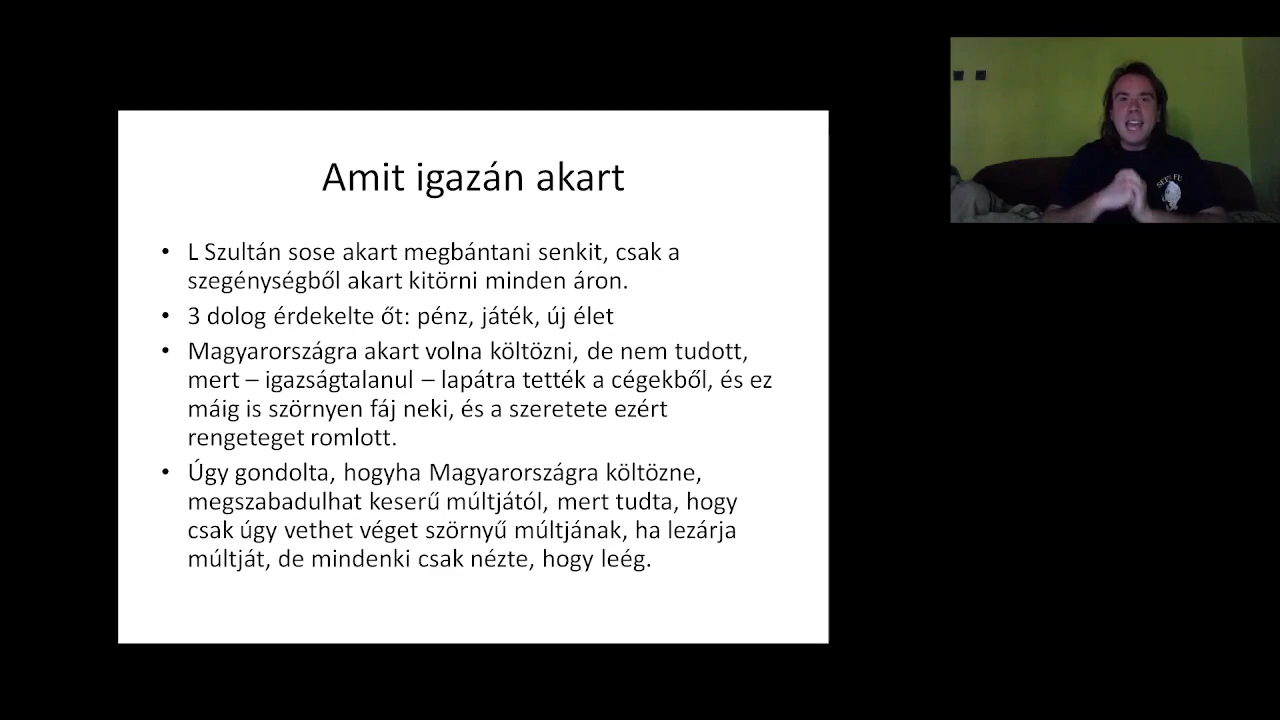 Amit igazán akart
• L Szultán sose akart megbántani senkit, csak a
szegénységből akart kitörni minden áron.
• 3 dolog érdekelte őt: pénz, játék, új élet
• Magyarországra akart volna költözni, de nem tudott,
mert – igazságtalanul – lapátra tették a cégekből, és ez
máig is szörnyen fáj neki, és a szeretete ezért
rengeteget romlott.
• Úgy gondolta, hogyha Magyarországra költözne,
megszabadulhat keserű múltjától, mert tudta, hogy
csak úgy vethet véget szörnyű múltjának, ha lezárja
múltját, de mindenki csak nézte, hogy leég.